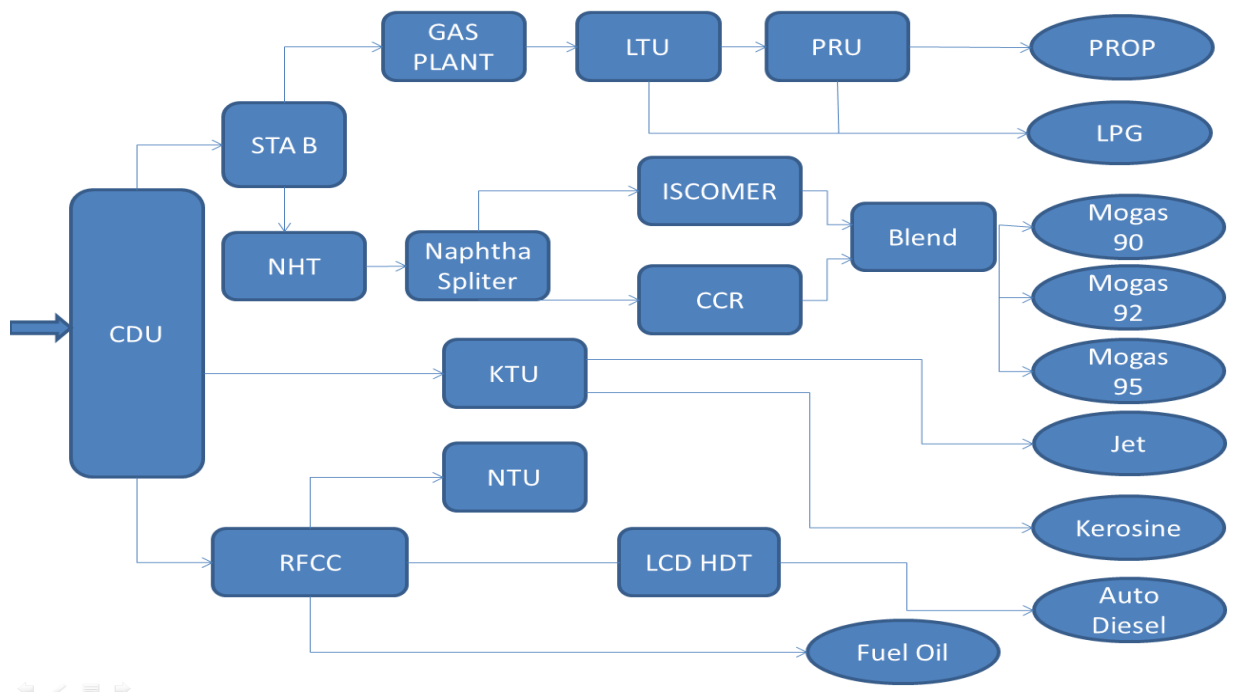 GAS
PLANT
LTU
PRU
PROP
STA B
LPG
ISCOMER
Mogas
90
Blend
NHT
Naphtha
Spliter
CCR
Mogas
92
CDU
KTU
Mogas
95
Jet
NTU
Kerosine
RFCC
LCD HDT
Auto
Diesel
Fuel Oil